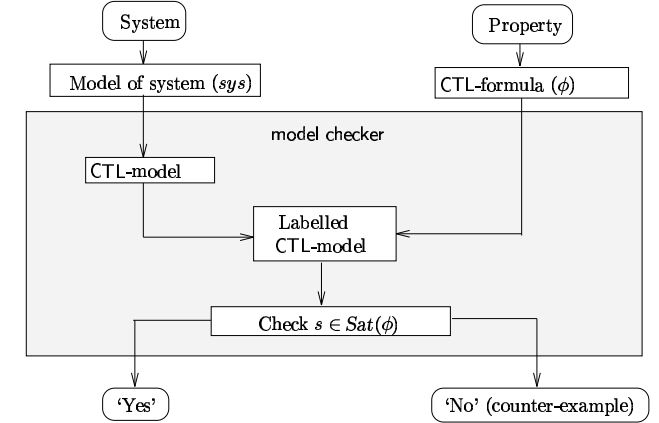 System
Property
Model of system (sys)
CTL-formula (ϕ)
model checker
CTL-model
Labelled
CTL-model
Check s ∈ Sat(ϕ)
‘Yes’
‘No’ (counter-example)